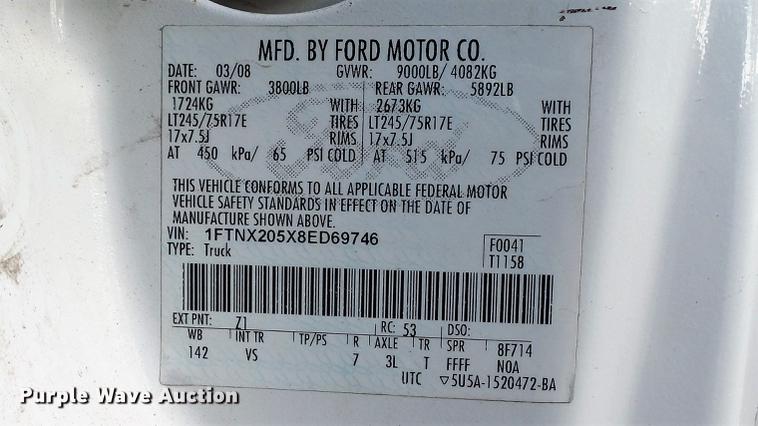 MFD. BY FORD MOTOR CO.
DATE: 03/08 GVWR: 9000LB/ 4082KG
FRONT GAWR: 3800LB REAR GAWR: 5892LB
1724KG WITH 2673KG WITH
LT245/75R17E TIRES LT245/75R17E TIRES
17x7.5J RIMS 17x7.5J RIMS
AT 450 kPa/ 65 PSI COLD AT 515 kPa/ 75 PSI COLD
Ford
THIS VEHICLE CONFORMS TO ALL APPLICABLE FEDERAL MOTOR
VEHICLE SAFETY STANDARDS IN EFFECT ON THE DATE OF
MANUFACTURE SHOWN ABOVE.
VIN: 1FTNX205X8ED69746
TYPE: Truck
F0041
T1158
EXT PNT: Z1 RC: 53 DSO:
WB INT TR TP/PS R AXLE TR SPR 8F714
142 VS 7 3L T FFFF NOA
UTC ▽5U5A-1520472-BA
Purple Wave Auction